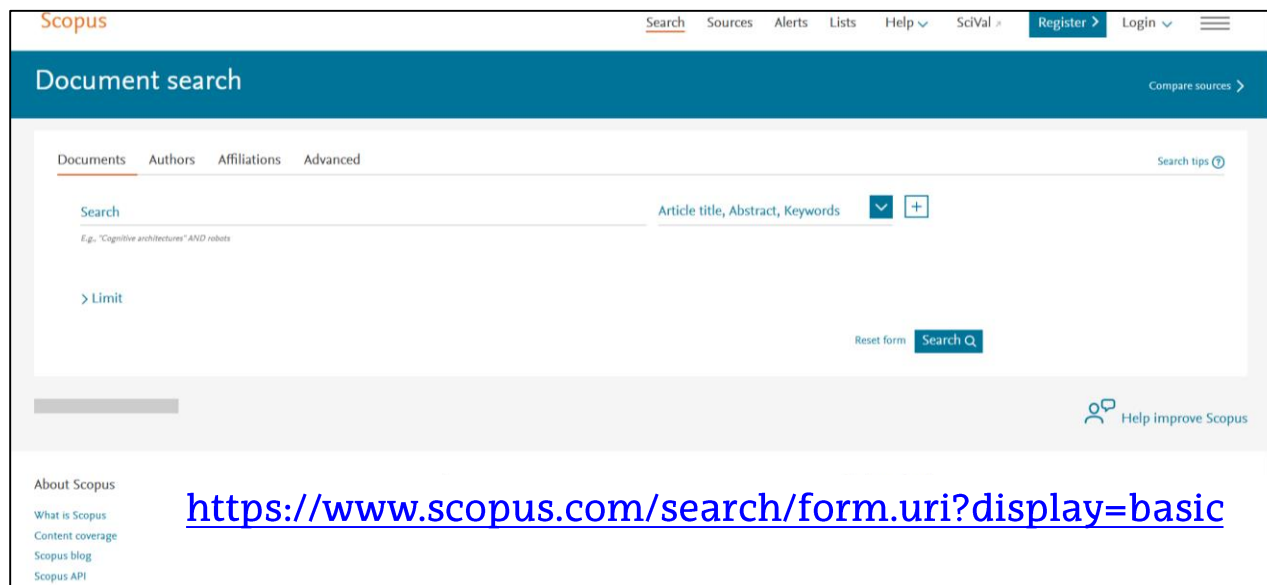 Scopus
Search Sources Alerts Lists Help SciVal Register Login
Document search
Compare sources
Documents Authors Affiliations Advanced
Search tips
Search
Article title, Abstract, Keywords
E.g., "Cognitive architectures" AND robots
Limit
Reset form Search
Help improve Scopus
About Scopus
What is Scopus
Content coverage
Scopus blog
Scopus API
https://www.scopus.com/search/form.uri?display=basic